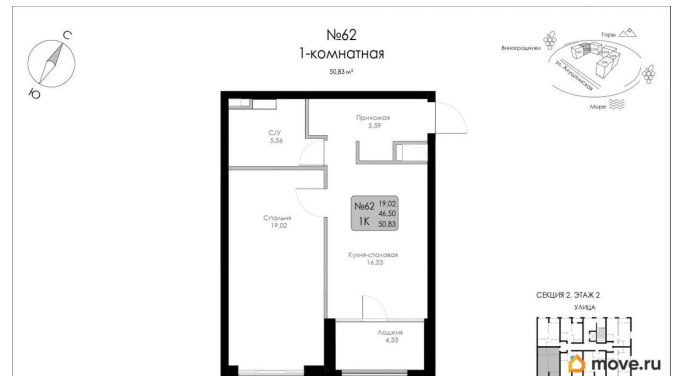 №62
1-комнатная
50,83 м²
С
Ю
Виноградники
Горы
ул. Алуштинская
Море
С/У
5,56
Прихожая
5,59
Спальня
19,02
№62
1К
19,02
46,50
50,83
Кухня-столовая
16,33
Лоджия
4,33
СЕКЦИЯ 2, ЭТАЖ 2
УЛИЦА
move.ru